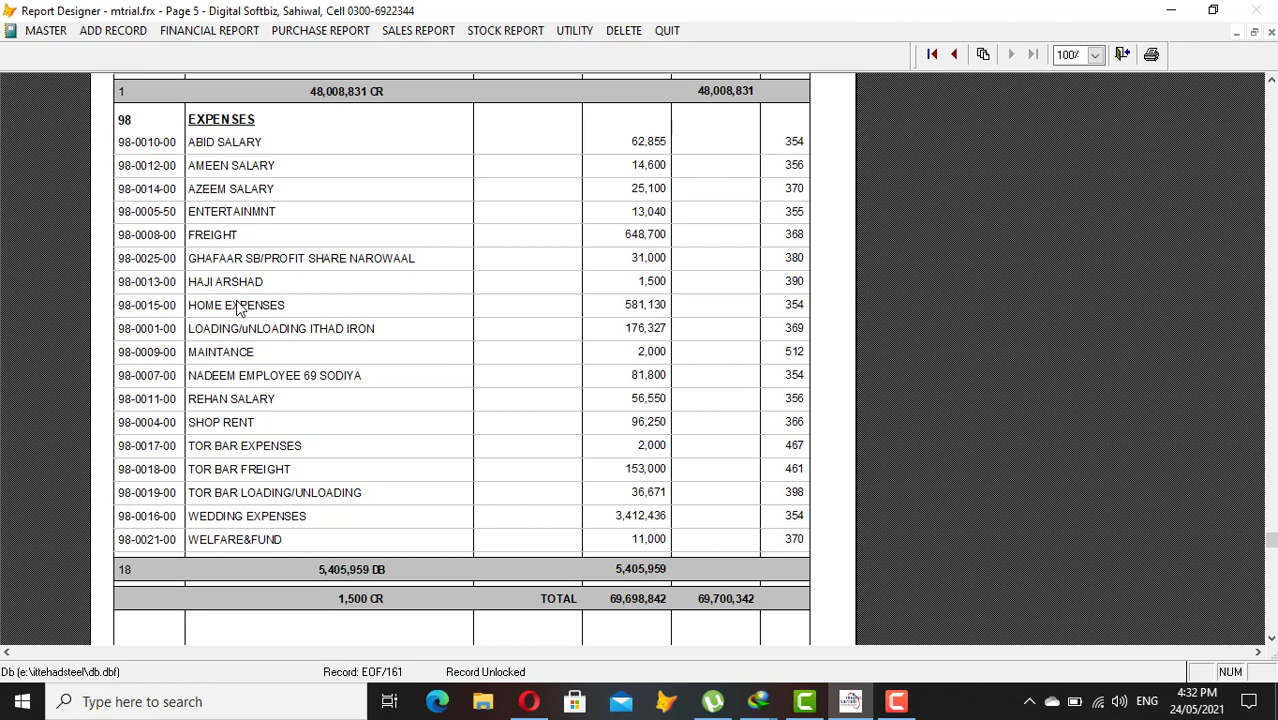 Report Designer - mtrial.frx - Page 5 - Digital Softbiz, Sahiwal, Cell 0300-6922344
MASTER ADD RECORD FINANCIAL REPORT PURCHASE REPORT SALES REPORT STOCK REPORT UTILITY DELETE QUIT
100%
1 48,008,831 CR 48,008,831
98 EXPENSES
98-0010-00 ABID SALARY 62,855 354
98-0012-00 AMEEN SALARY 14,600 356
98-0014-00 AZEEM SALARY 25,100 370
98-0005-50 ENTERTAINMNT 13,040 355
98-0008-00 FREIGHT 648,700 368
98-0025-00 GHAFAAR SB/PROFIT SHARE NAROWAAL 31,000 380
98-0013-00 HAJI ARSHAD 1,500 390
98-0015-00 HOME EXPENSES 581,130 354
98-0001-00 LOADING/uNLOADING ITHAD IRON 176,327 369
98-0009-00 MAINTANCE 2,000 512
98-0007-00 NADEEM EMPLOYEE 69 SODIYA 81,800 354
98-0011-00 REHAN SALARY 56,550 356
98-0004-00 SHOP RENT 96,250 366
98-0017-00 TOR BAR EXPENSES 2,000 467
98-0018-00 TOR BAR FREIGHT 153,000 461
98-0019-00 TOR BAR LOADING/UNLOADING 36,671 398
98-0016-00 WEDDING EXPENSES 3,412,436 354
98-0021-00 WELFARE&FUND 11,000 370
18 5,405,959 DB 5,405,959
1,500 CR TOTAL 69,698,842 69,700,342
Db (e:\ittehadsteel\db.dbf) Record: EOF/161 Record Unlocked NUM
Type here to search ENG 4:32 PM
24/05/2021